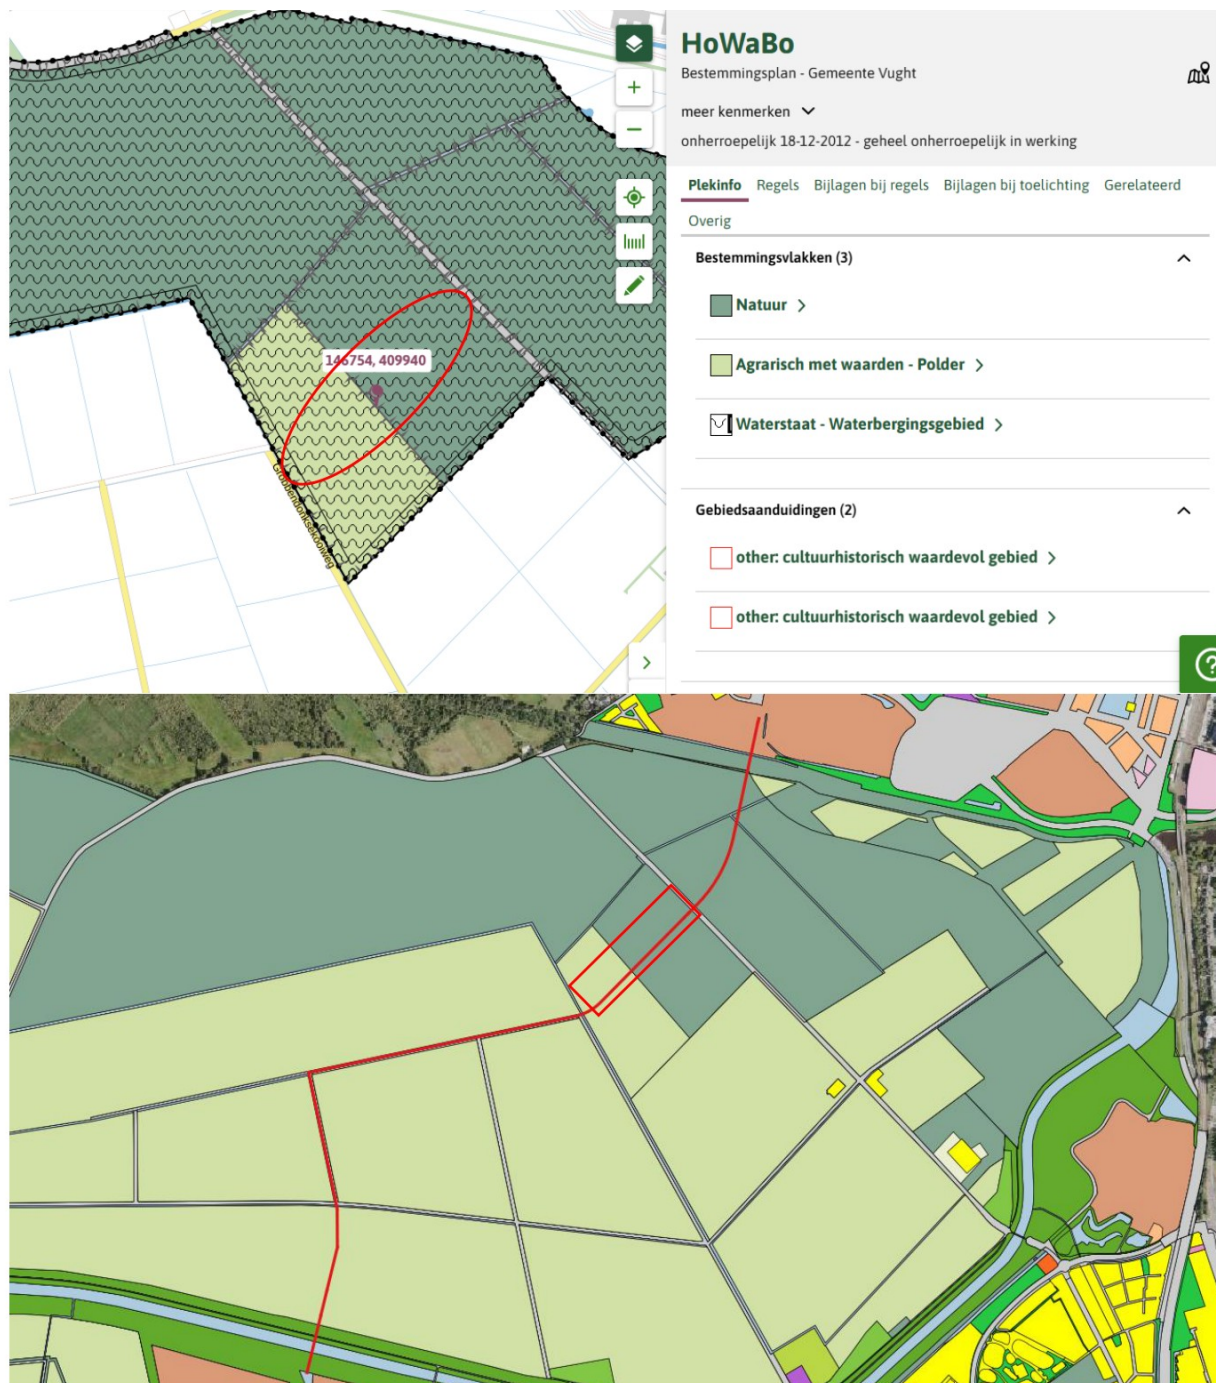 HoWaBo
Bestemmingsplan - Gemeente Vught
meer kenmerken
onherroepelijk 18-12-2012 - geheel onherroepelijk in werking
Plekinfo Regels Bijlagen bij regels Bijlagen bij toelichting Gerelateerd
Overig
Bestemmingsvlakken (3)
Natuur
Agrarisch met waarden - Polder
Waterstaat - Waterbergingsgebied
Gebiedsaanduidingen (2)
other: cultuurhistorisch waardevol gebied
other: cultuurhistorisch waardevol gebied
146754, 409940
Gement